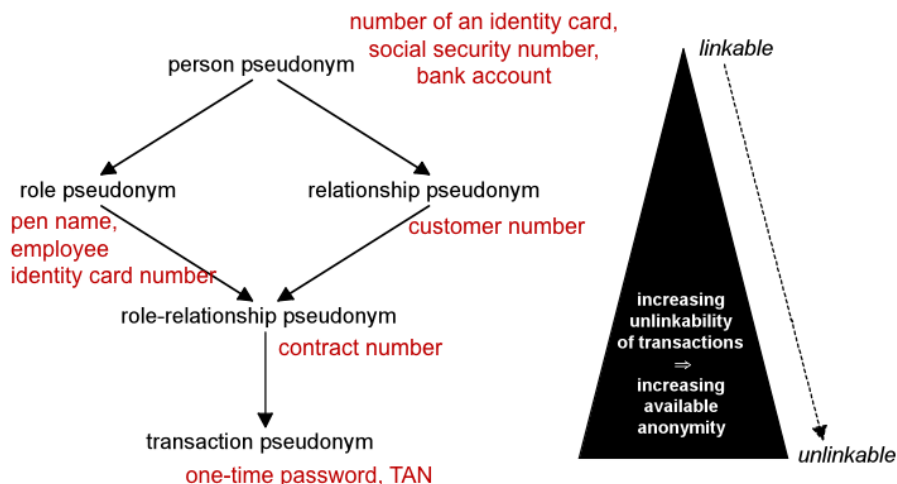 number of an identity card,
social security number,
bank account
person pseudonym
role pseudonym
pen name,
employee
identity card number
relationship pseudonym
customer number
role-relationship pseudonym
contract number
transaction pseudonym
one-time password, TAN
linkable
increasing
unlinkability
of transactions
⇒
increasing
available
anonymity
unlinkable